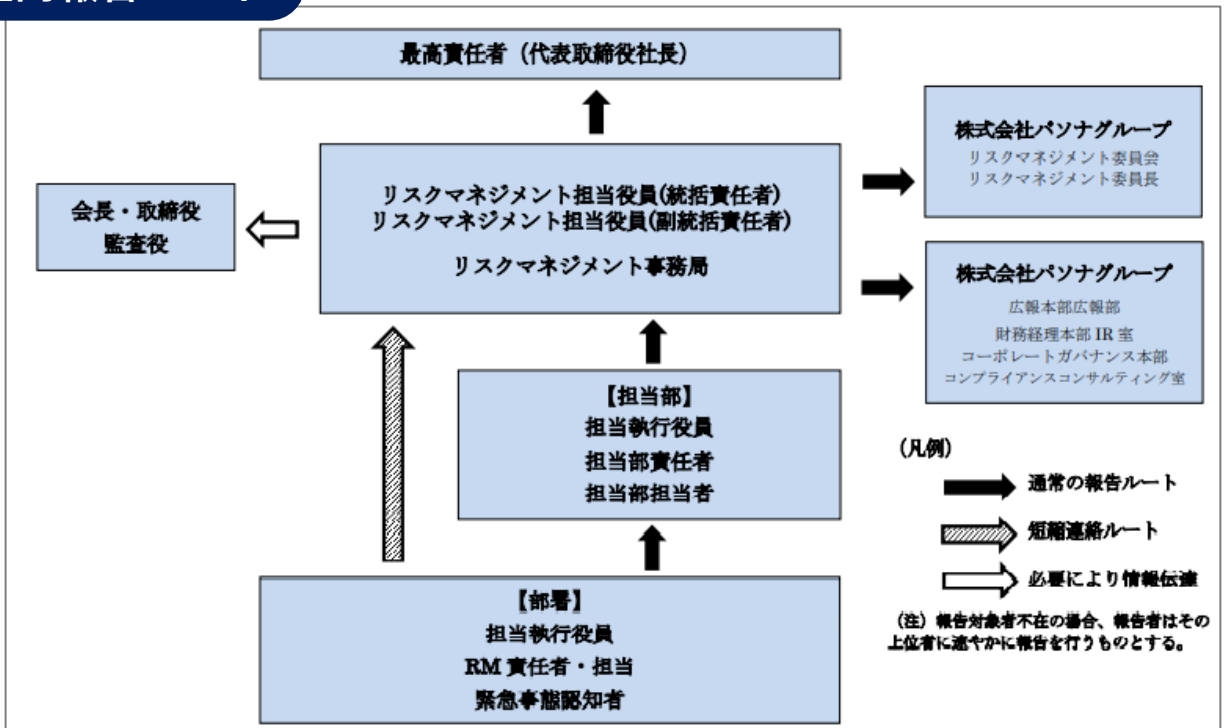 最高責任者（代表取締役社長）
リスクマネジメント担当役員(統括責任者)
リスクマネジメント担当役員(副統括責任者)
リスクマネジメント事務局
会長・取締役
監査役
株式会社パソナグループ
リスクマネジメント委員会
リスクマネジメント委員長
株式会社パソナグループ
広報本部広報部
財務経理本部 IR 室
コーポレートガバナンス本部
コンプライアンスコンサルティング室
【担当部】
担当執行役員
担当部責任者
担当部担当者
【部署】
担当執行役員
RM 責任者・担当
緊急事態認知者
（凡例）
通常の報告ルート
短縮連絡ルート
必要により情報伝達
（注）報告対象者不在の場合、報告者はその
上位者に速やかに報告を行うものとする。